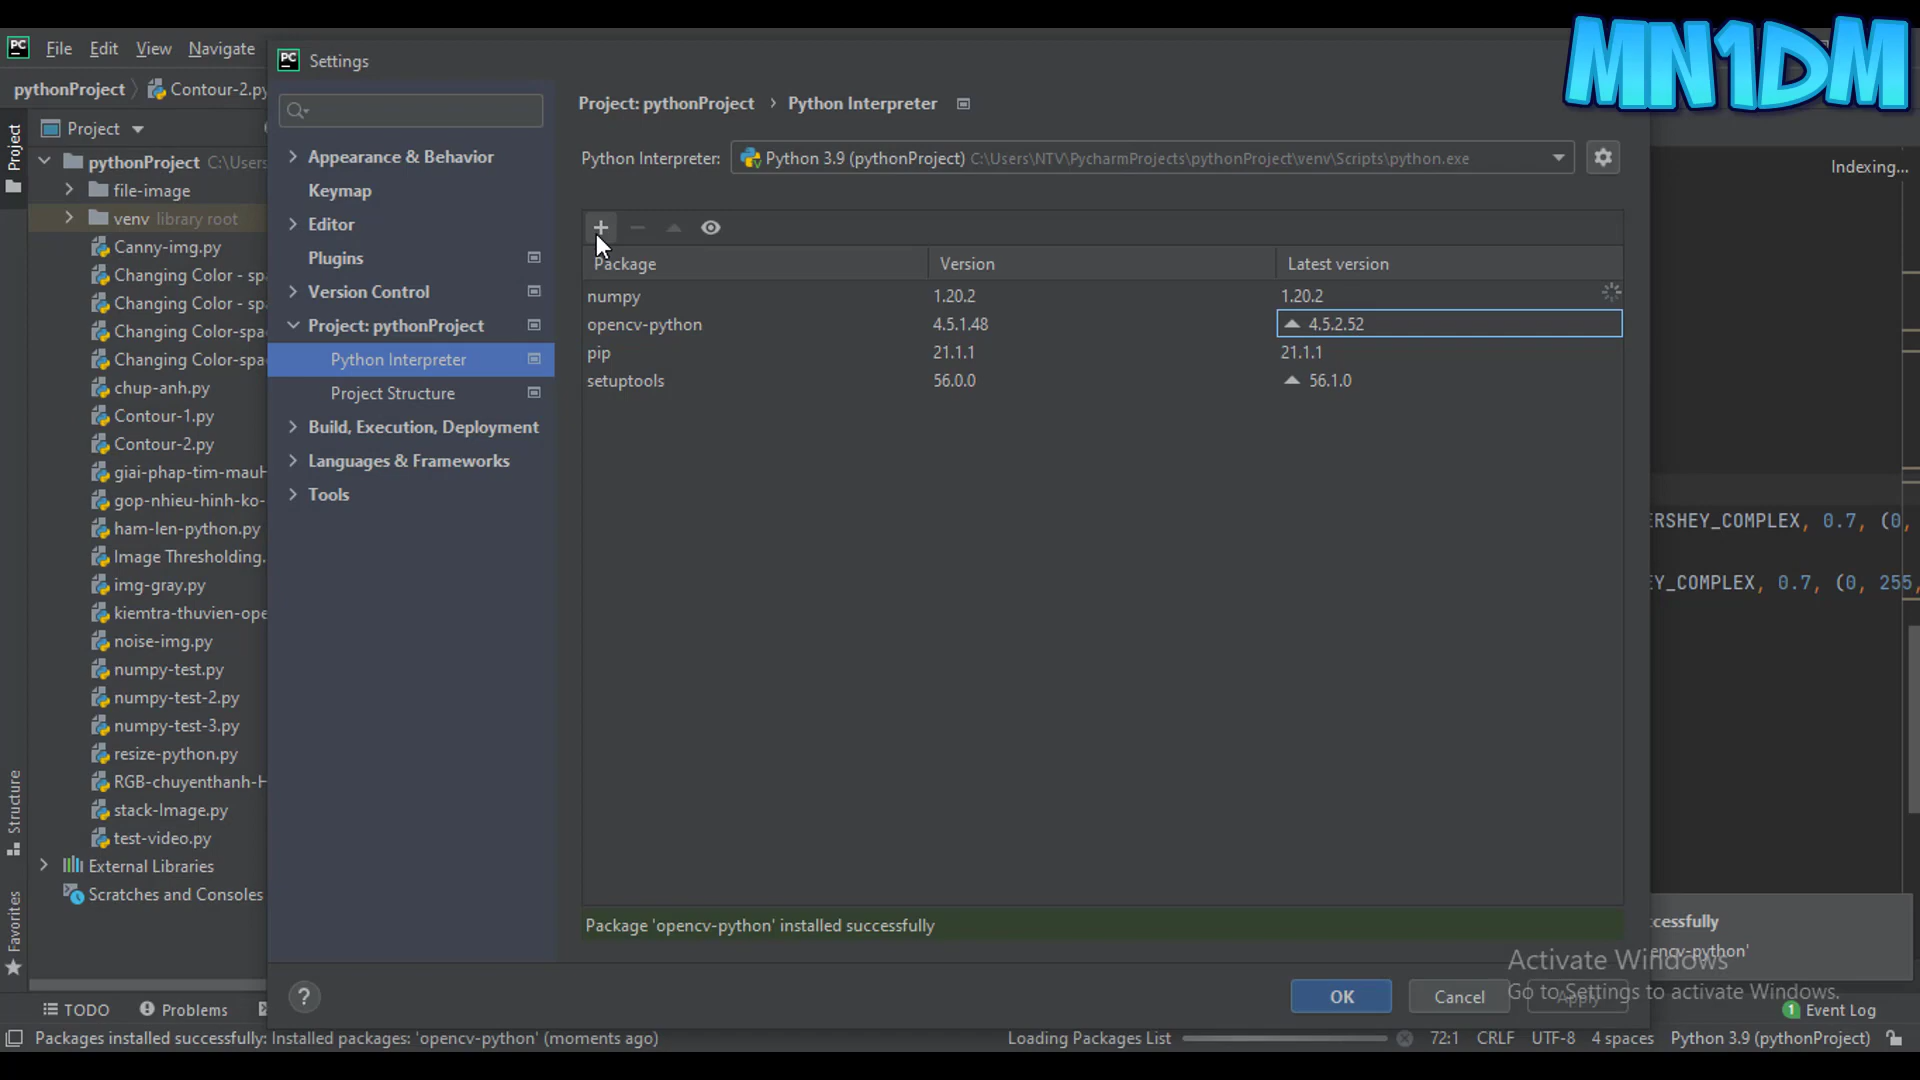 MN1DM
File Edit View Navigate
Settings
pythonProject Contour-2.py
Project: pythonProject › Python Interpreter
Project
Project
Appearance & Behavior
Python Interpreter: Python 3.9 (pythonProject) C:\Users\NTV\PycharmProjects\pythonProject\venv\Scripts\python.exe
pythonProject C:\Users
Indexing...
file-image
Keymap
venv library root
Editor
Canny-img.py
Plugins
Package Version Latest version
Changing Color - spa
Version Control
numpy 1.20.2 1.20.2
Changing Color - spa
Project: pythonProject
opencv-python 4.5.1.48 4.5.2.52
Changing Color-spac
Python Interpreter
pip 21.1.1 21.1.1
Changing Color-spac
setuptools 56.0.0 56.1.0
chup-anh.py
Project Structure
Contour-1.py
Build, Execution, Deployment
Contour-2.py
Languages & Frameworks
giai-phap-tim-mauH
Tools
gop-nhieu-hinh-ko-
ham-len-python.py
ERSHEY_COMPLEX, 0.7, (0,
Image Thresholding.
img-gray.py
EY_COMPLEX, 0.7, (0, 255,
kiemtra-thuvien-ope
noise-img.py
numpy-test.py
numpy-test-2.py
numpy-test-3.py
resize-python.py
RGB-chuyenthanh-H
Structure
stack-Image.py
test-video.py
External Libraries
Scratches and Consoles
Favorites
Package 'opencv-python' installed successfully
ccessfully
encv-python'
Activate Windows
Go to Settings to activate Windows.
? OK Cancel Apply
TODO Problems
1 Event Log
Packages installed successfully: Installed packages: 'opencv-python' (moments ago)
Loading Packages List
72:1 CRLF UTF-8 4 spaces Python 3.9 (pythonProject)